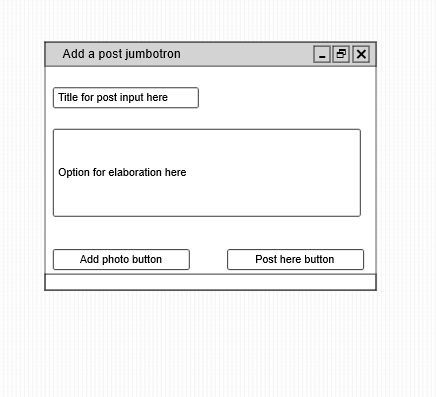 Add a post jumbotron
Title for post input here
Option for elaboration here
Add photo button
Post here button